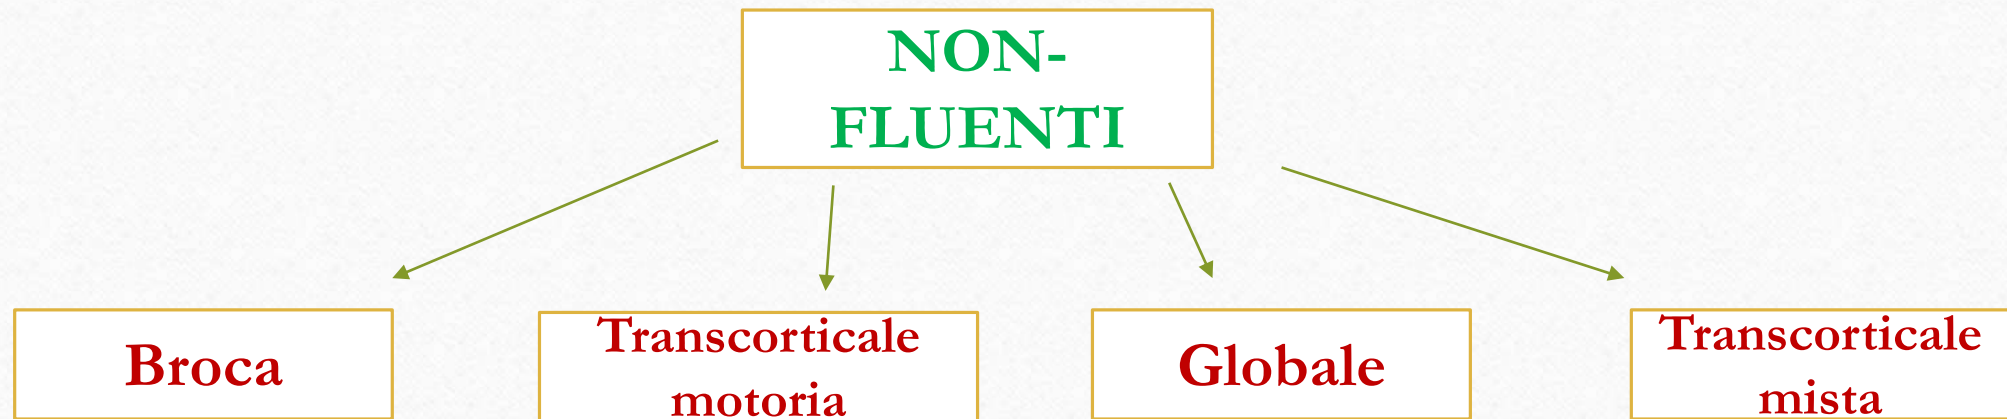 NON-
FLUENTI
Broca
Transcorticale
motoria
Globale
Transcorticale
mista